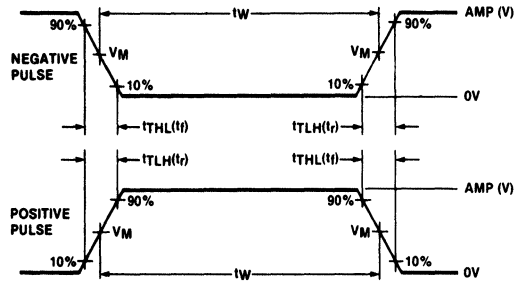 tW
AMP (V)
90%
90%
VM
VM
NEGATIVE
PULSE
10%
10%
0V
tTHL(tf)
tTLH(tr)
tTLH(tr)
tTHL(tf)
AMP (V)
90%
90%
POSITIVE
PULSE
VM
VM
10%
10%
tW
0V